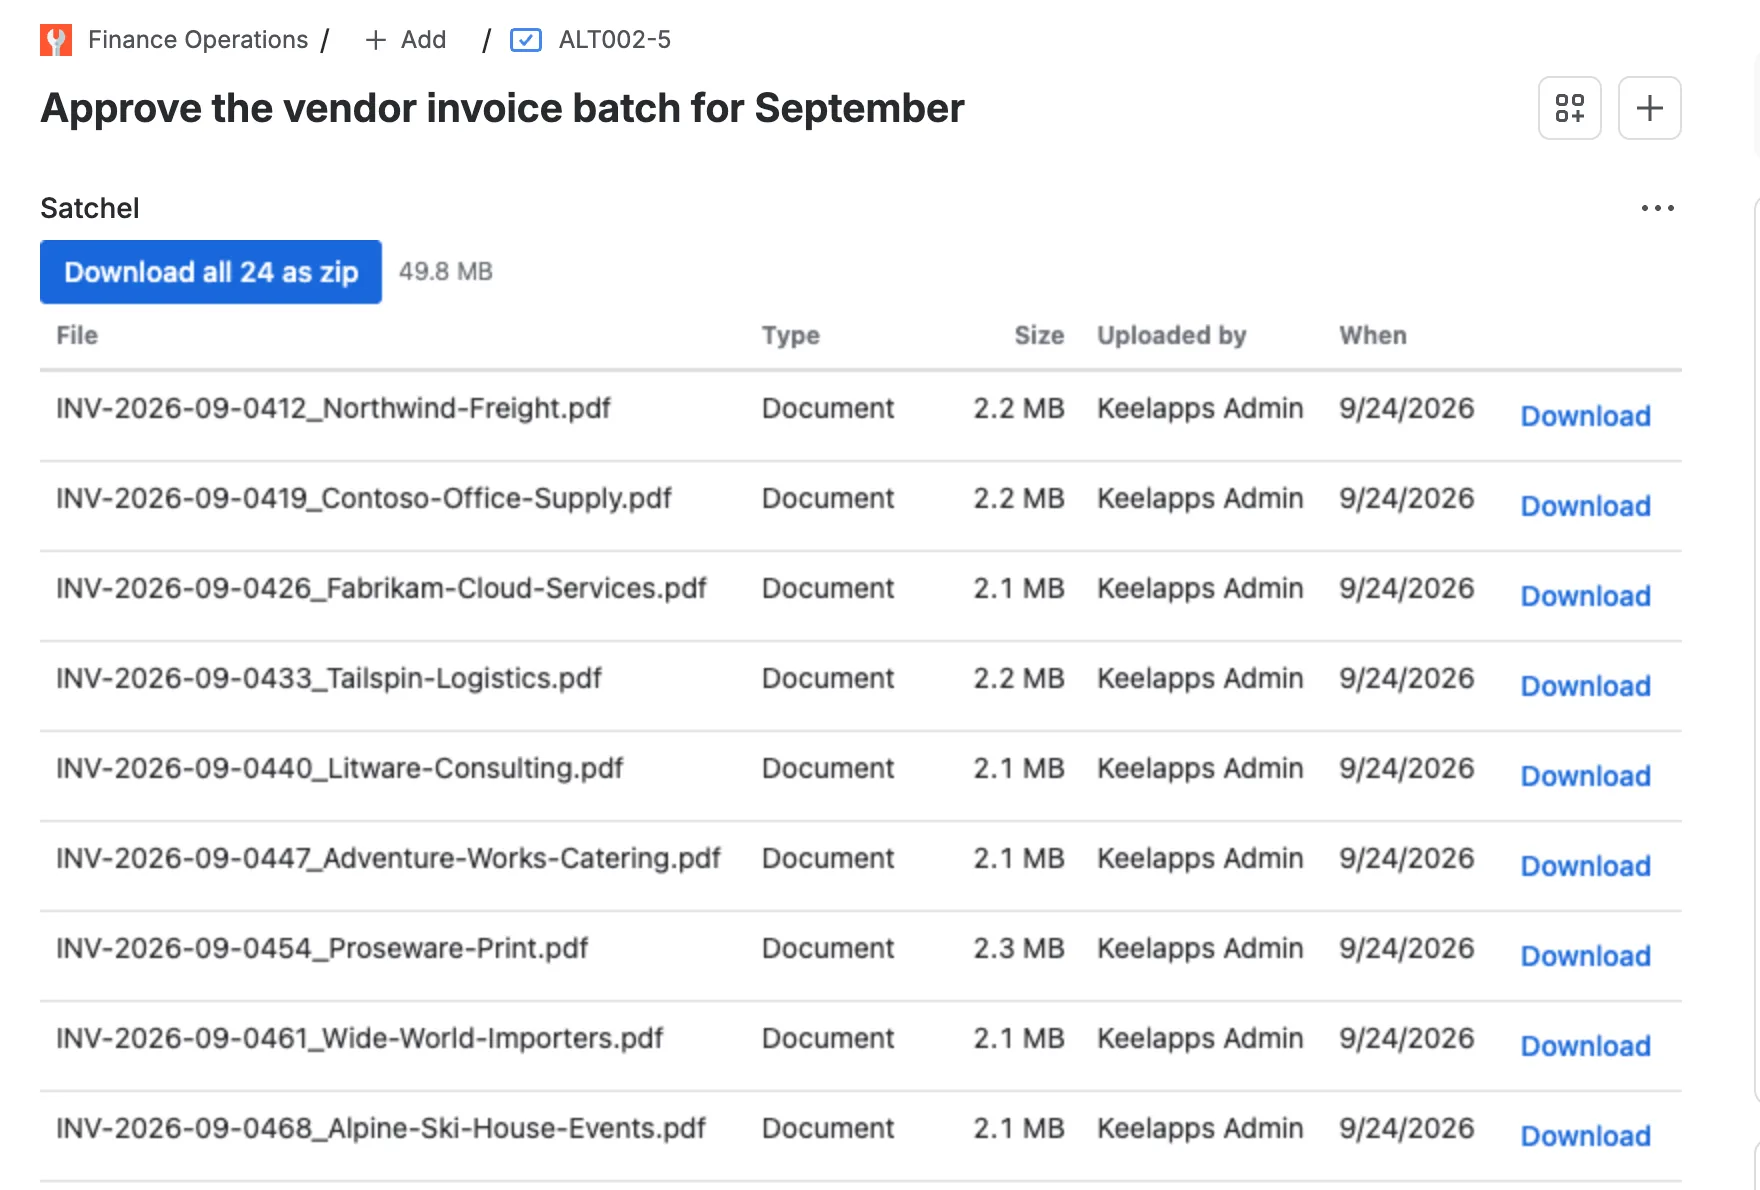 Finance Operations / + Add / ALT002-5
Approve the vendor invoice batch for September
Satchel
Download all 24 as zip 49.8 MB
File Type Size Uploaded by When
INV-2026-09-0412_Northwind-Freight.pdf Document 2.2 MB Keelapps Admin 9/24/2026 Download
INV-2026-09-0419_Contoso-Office-Supply.pdf Document 2.2 MB Keelapps Admin 9/24/2026 Download
INV-2026-09-0426_Fabrikam-Cloud-Services.pdf Document 2.1 MB Keelapps Admin 9/24/2026 Download
INV-2026-09-0433_Tailspin-Logistics.pdf Document 2.2 MB Keelapps Admin 9/24/2026 Download
INV-2026-09-0440_Litware-Consulting.pdf Document 2.1 MB Keelapps Admin 9/24/2026 Download
INV-2026-09-0447_Adventure-Works-Catering.pdf Document 2.1 MB Keelapps Admin 9/24/2026 Download
INV-2026-09-0454_Proseware-Print.pdf Document 2.3 MB Keelapps Admin 9/24/2026 Download
INV-2026-09-0461_Wide-World-Importers.pdf Document 2.1 MB Keelapps Admin 9/24/2026 Download
INV-2026-09-0468_Alpine-Ski-House-Events.pdf Document 2.1 MB Keelapps Admin 9/24/2026 Download